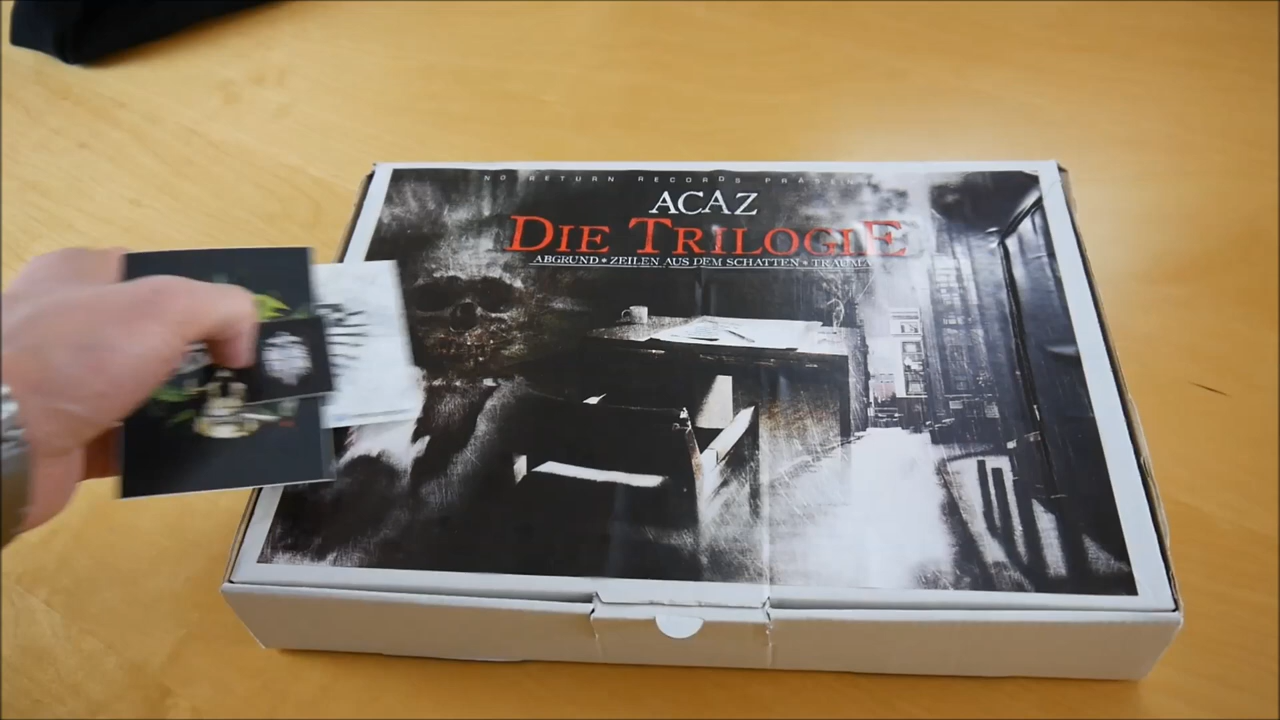 NO RETURN RECORDS PRÄSENTIERT
ACAZ
DIE TRILOGIE
ABGRUND * ZEILEN AUS DEM SCHATTEN * TRAUMA